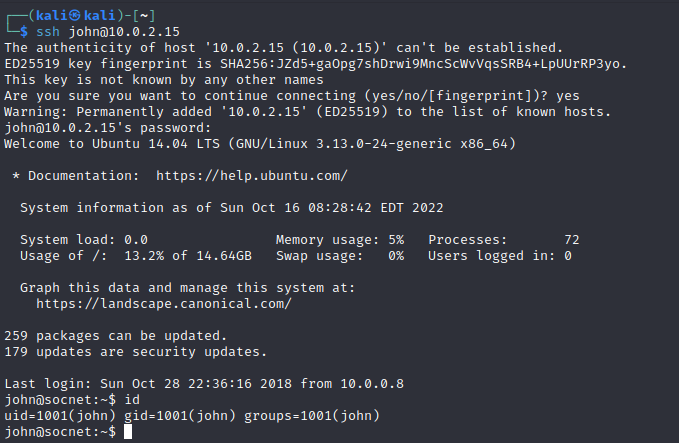 ┌──(kali㉿kali)-[~]
└─$ ssh john@10.0.2.15
The authenticity of host '10.0.2.15 (10.0.2.15)' can't be established.
ED25519 key fingerprint is SHA256:JZd5+gaOpg7shDrwi9MncScWvVqsSRB4+LpUUrRP3yo.
This key is not known by any other names
Are you sure you want to continue connecting (yes/no/[fingerprint])? yes
Warning: Permanently added '10.0.2.15' (ED25519) to the list of known hosts.
john@10.0.2.15's password:
Welcome to Ubuntu 14.04 LTS (GNU/Linux 3.13.0-24-generic x86_64)
* Documentation:  https://help.ubuntu.com/
System information as of Sun Oct 16 08:28:42 EDT 2022
System load: 0.0                Memory usage: 5%   Processes:       72
Usage of /:  13.2% of 14.64GB   Swap usage:   0%   Users logged in: 0
Graph this data and manage this system at:
https://landscape.canonical.com/
259 packages can be updated.
179 updates are security updates.
Last login: Sun Oct 28 22:36:16 2018 from 10.0.0.8
john@socnet:~$ id
uid=1001(john) gid=1001(john) groups=1001(john)
john@socnet:~$